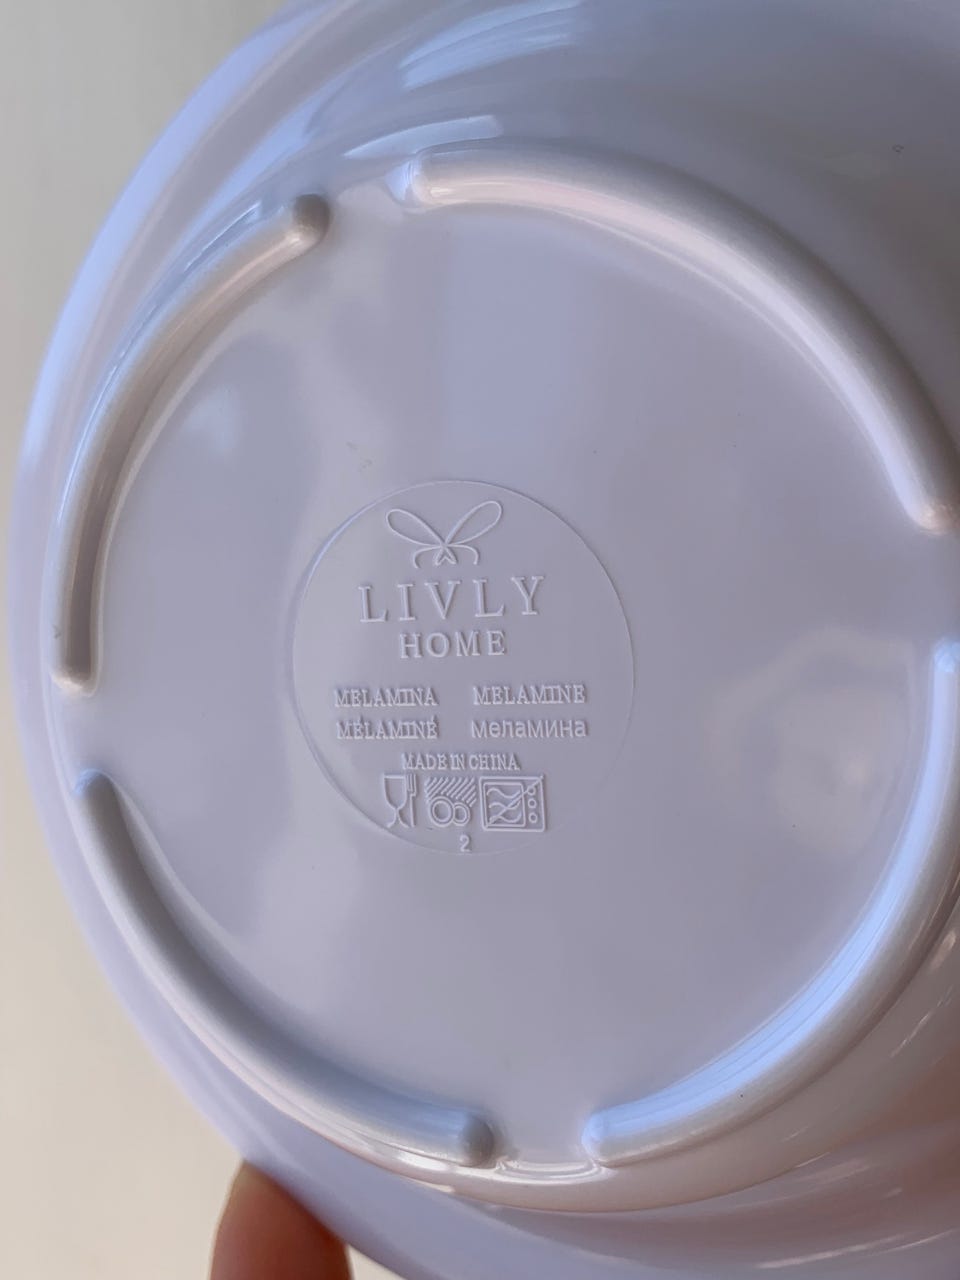 LIVLY
HOME
MELAMINA MELAMINE
MÉLAMINÉ меламина
MADE IN CHINA
2